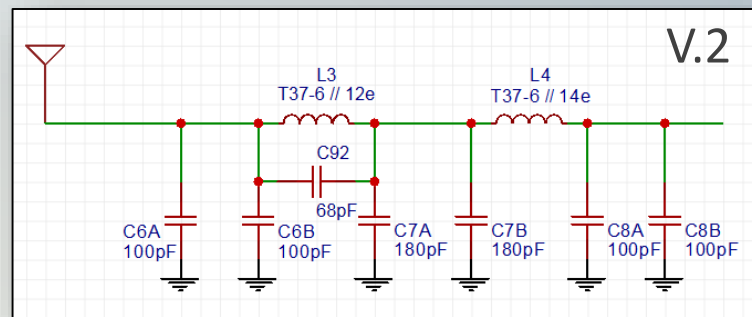 V.2
L3
T37-6 // 12e
L4
T37-6 // 14e
C92
68pF
C6A
100pF
C6B
100pF
C7A
180pF
C7B
180pF
C8A
100pF
C8B
100pF